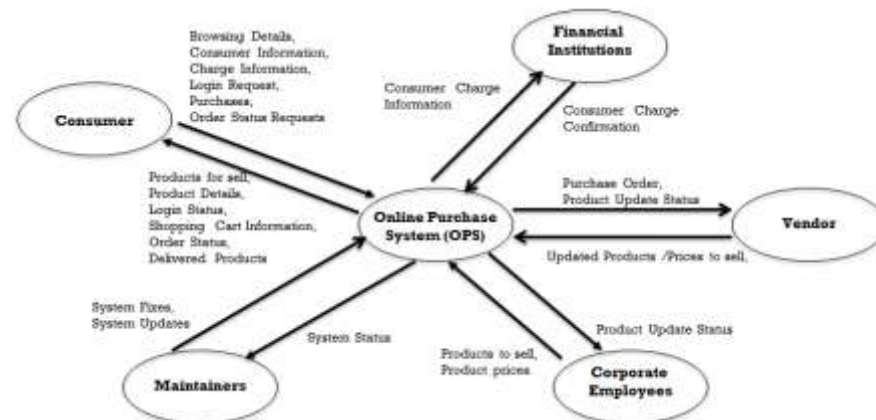 Browsing Details,
Consumer Information,
Charge Information,
Login Request,
Purchases,
Order Status Requests
Financial
Institutions
Consumer Charge
Information
Consumer Charge
Confirmation
Consumer
Products for sell,
Product Details,
Login Status,
Shopping Cart Information,
Order Status,
Delivered Products
Online Purchase
System (OPS)
Purchase Order,
Product Update Status
Vendor
Updated Products /Prices to sell,
System Fixes,
System Updates
System Status
Products to sell,
Product prices
Product Update Status
Maintainers
Corporate
Employees